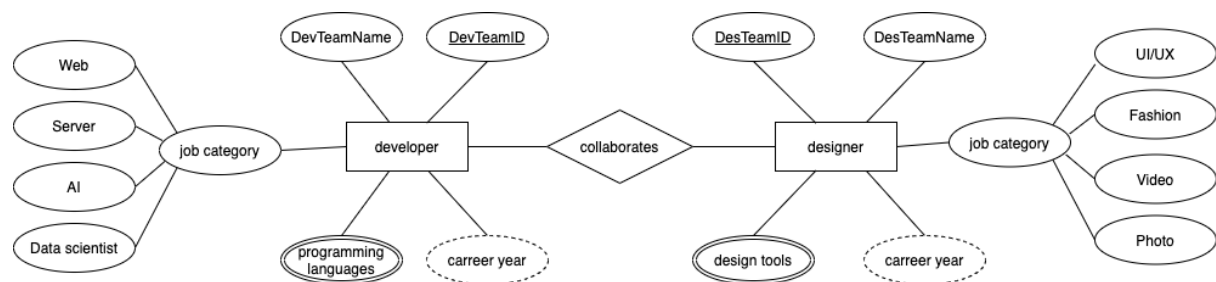 DevTeamName
DevTeamID
DesTeamID
DesTeamName
Web
UI/UX
Server
Fashion
job category
developer
collaborates
designer
job category
AI
Video
Data scientist
programming
languages
carreer year
design tools
carreer year
Photo